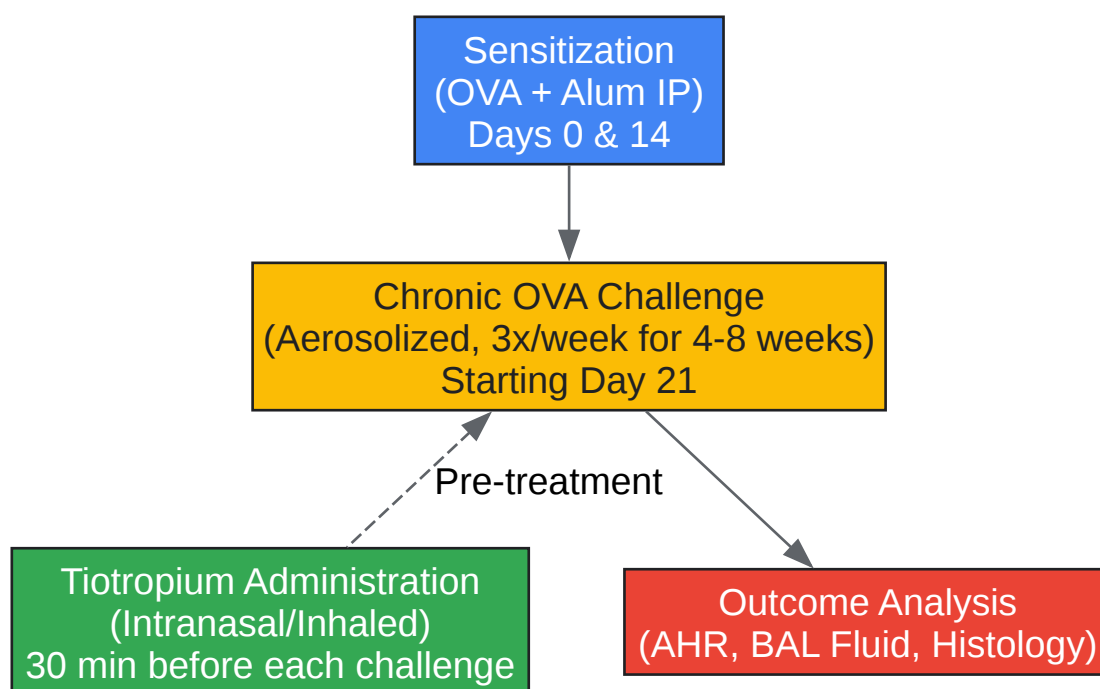 Sensitization
(OVA + Alum IP)
Days 0 & 14
Chronic OVA Challenge
(Aerosolized, 3x/week for 4-8 weeks)
Starting Day 21
Pre-treatment
Tiotropium Administration
(Intranasal/Inhaled)
30 min before each challenge
Outcome Analysis
(AHR, BAL Fluid, Histology)